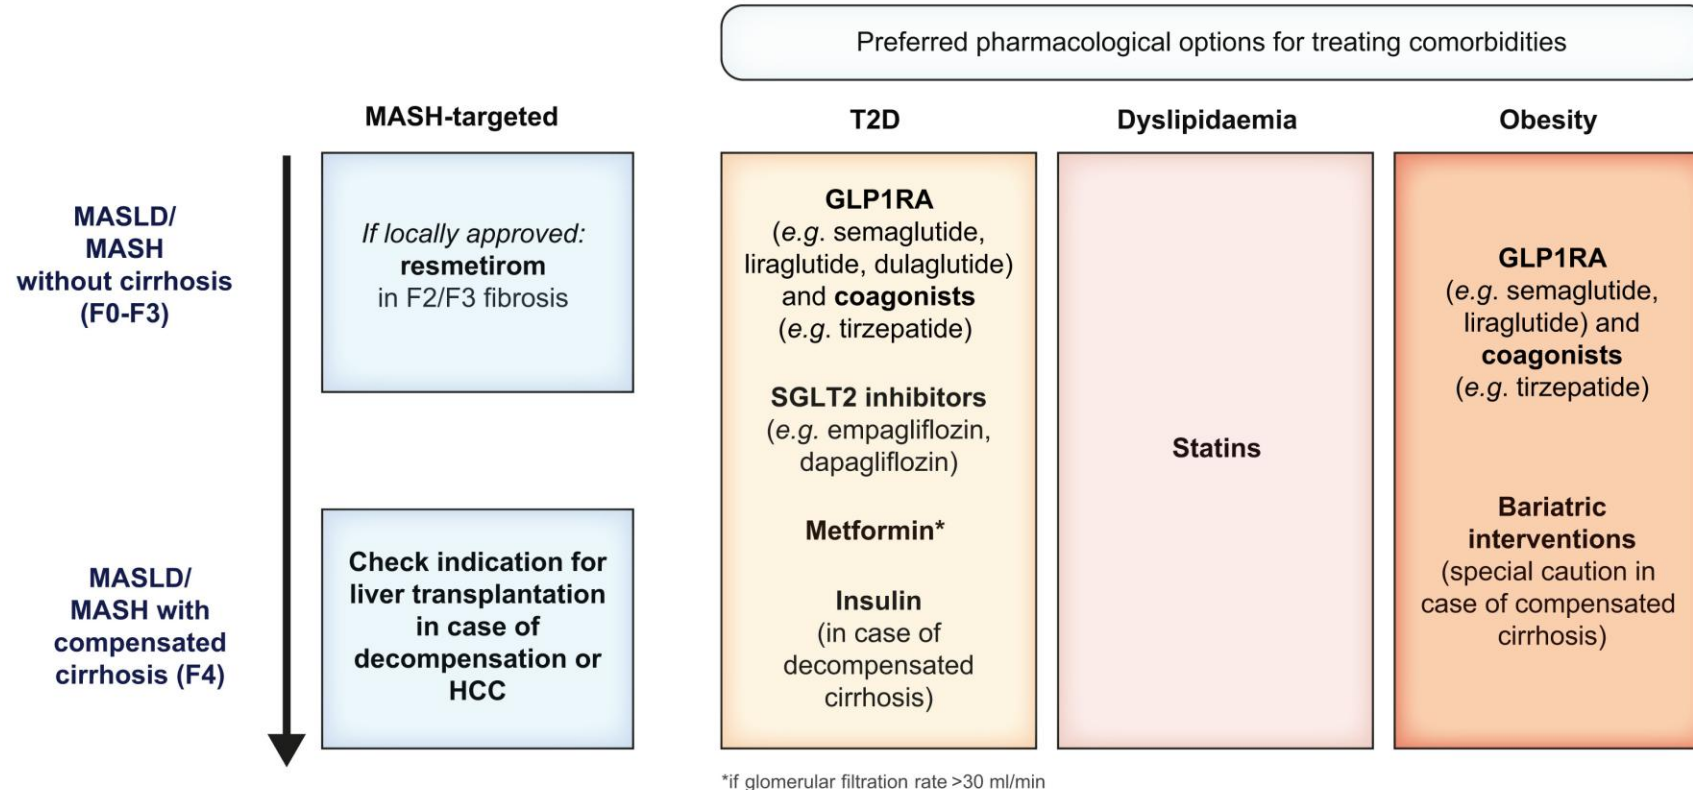 Preferred pharmacological options for treating comorbidities
MASH-targeted
T2D
Dyslipidaemia
Obesity
MASLD/
MASH
without cirrhosis
(F0-F3)
If locally approved:
resmetirom
in F2/F3 fibrosis
GLP1RA
(e.g. semaglutide,
liraglutide, dulaglutide)
and coagonists
(e.g. tirzepatide)
SGLT2 inhibitors
(e.g. empagliflozin,
dapagliflozin)
Metformin*
Insulin
(in case of
decompensated
cirrhosis)
Statins
GLP1RA
(e.g. semaglutide,
liraglutide) and
coagonists
(e.g. tirzepatide)
Bariatric
interventions
(special caution in
case of compensated
cirrhosis)
MASLD/
MASH with
compensated
cirrhosis (F4)
Check indication for
liver transplantation
in case of
decompensation or
HCC
*if glomerular filtration rate >30 ml/min